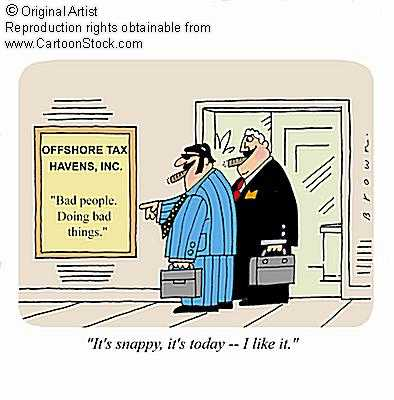 © Original Artist
Reproduction rights obtainable from
www.CartoonStock.com
OFFSHORE TAX
HAVENS, INC.
"Bad people.
Doing bad
things."
Brown.
"It's snappy, it's today -- I like it."